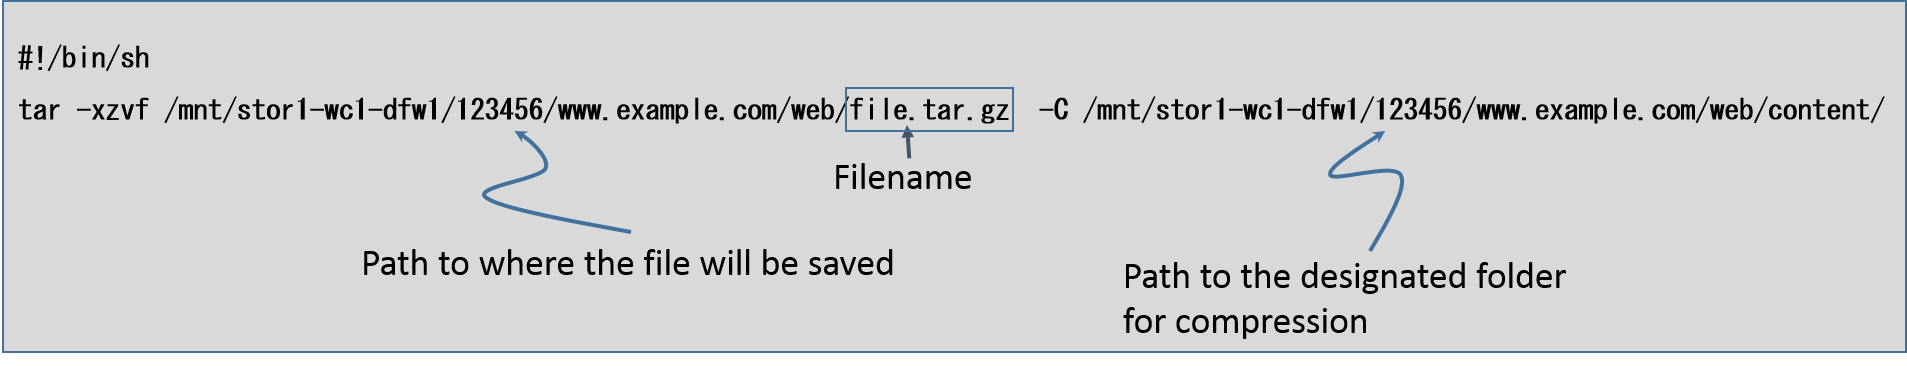 #!/bin/sh
tar -xzvf /mnt/stor1-wc1-dfw1/123456/www.example.com/web/file.tar.gz -C /mnt/stor1-wc1-dfw1/123456/www.example.com/web/content/
Filename
Path to where the file will be saved
Path to the designated folder
for compression